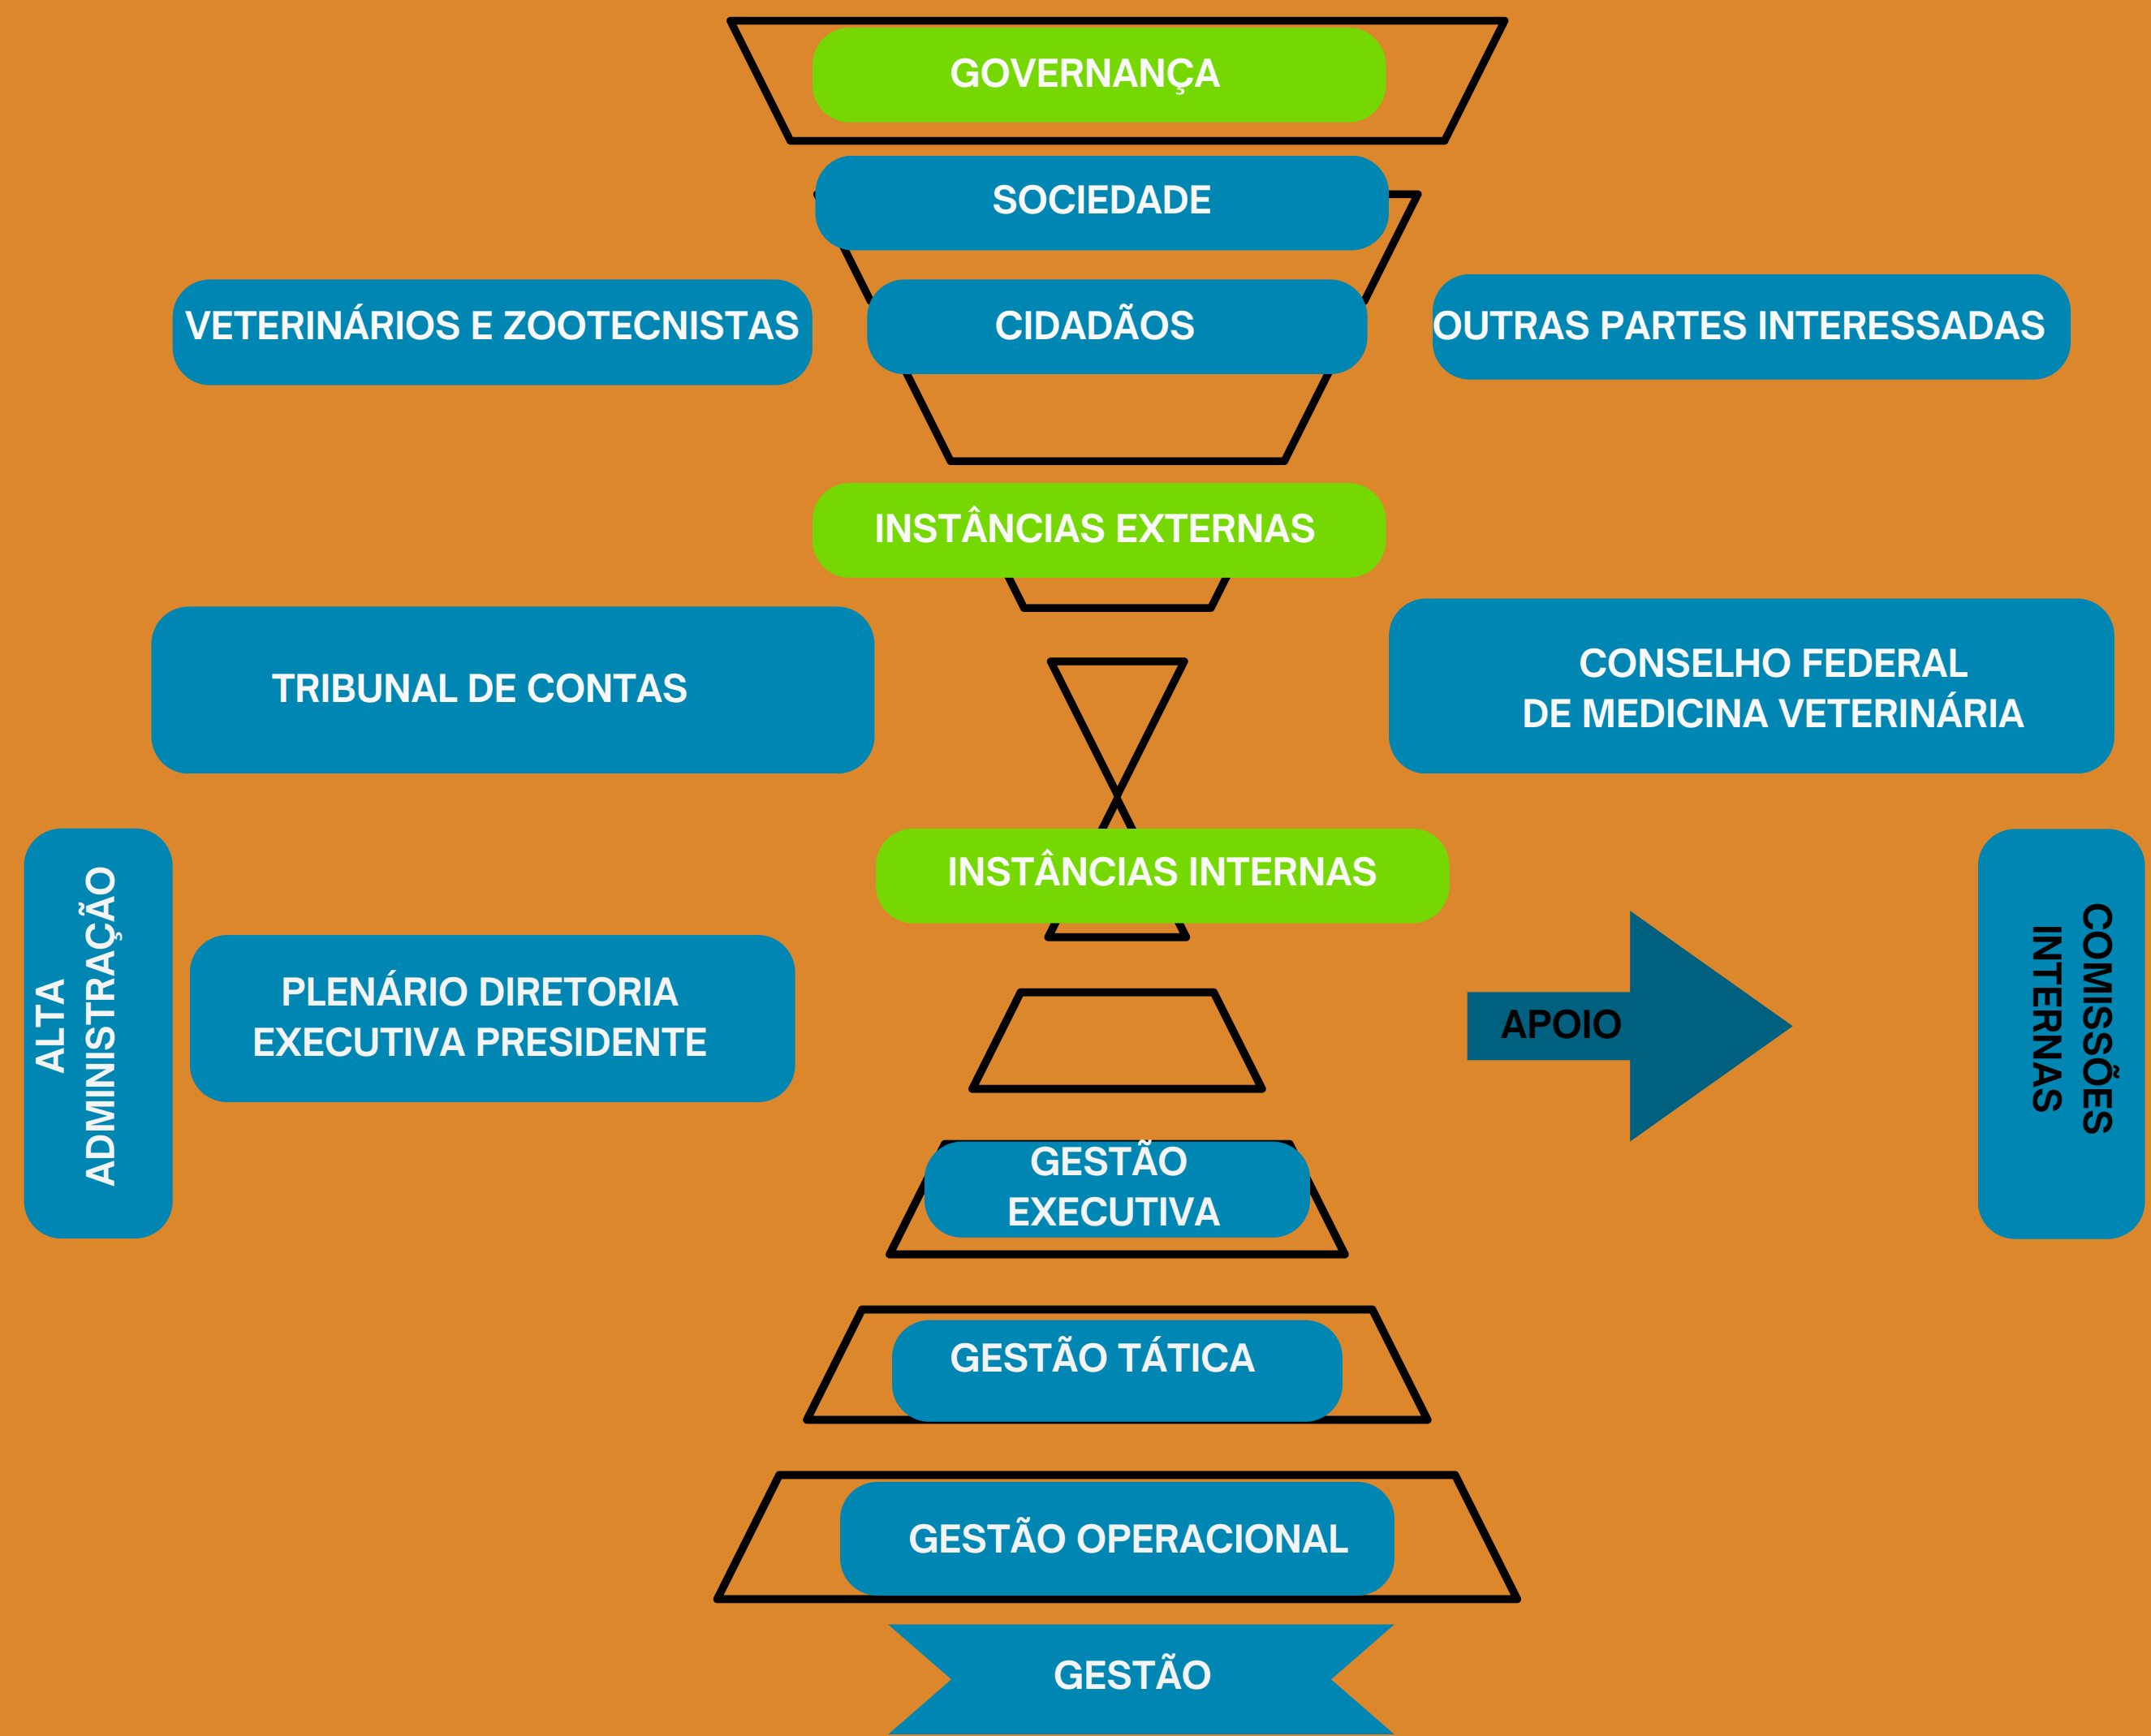 GOVERNANÇA
SOCIEDADE
VETERINÁRIOS E ZOOTECNISTAS
CIDADÃOS
OUTRAS PARTES INTERESSADAS
INSTÂNCIAS EXTERNAS
TRIBUNAL DE CONTAS
CONSELHO FEDERAL
DE MEDICINA VETERINÁRIA
INSTÂNCIAS INTERNAS
ALTA
ADMINISTRAÇÃO
PLENÁRIO DIRETORIA
EXECUTIVA PRESIDENTE
APOIO
COMISSÕES
INTERNAS
GESTÃO
EXECUTIVA
GESTÃO TÁTICA
GESTÃO OPERACIONAL
GESTÃO